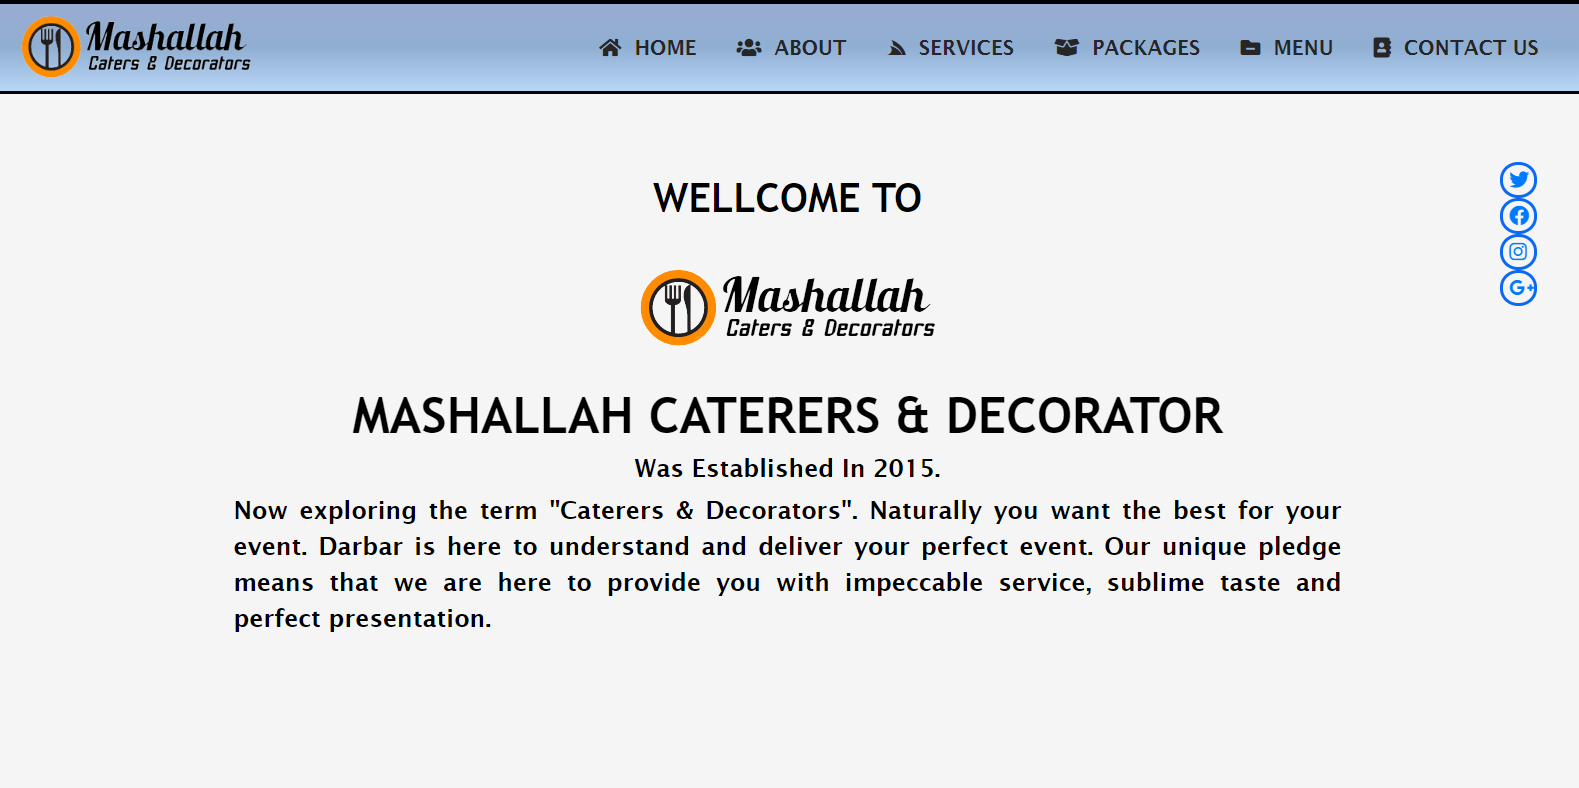 Mashallah
Caters & Decorators
HOME
ABOUT
SERVICES
PACKAGES
MENU
CONTACT US
WELLCOME TO
Mashallah
Caters & Decorators
MASHALLAH CATERERS & DECORATOR
Was Established In 2015.
Now exploring the term "Caterers & Decorators". Naturally you want the best for your
event. Darbar is here to understand and deliver your perfect event. Our unique pledge
means that we are here to provide you with impeccable service, sublime taste and
perfect presentation.